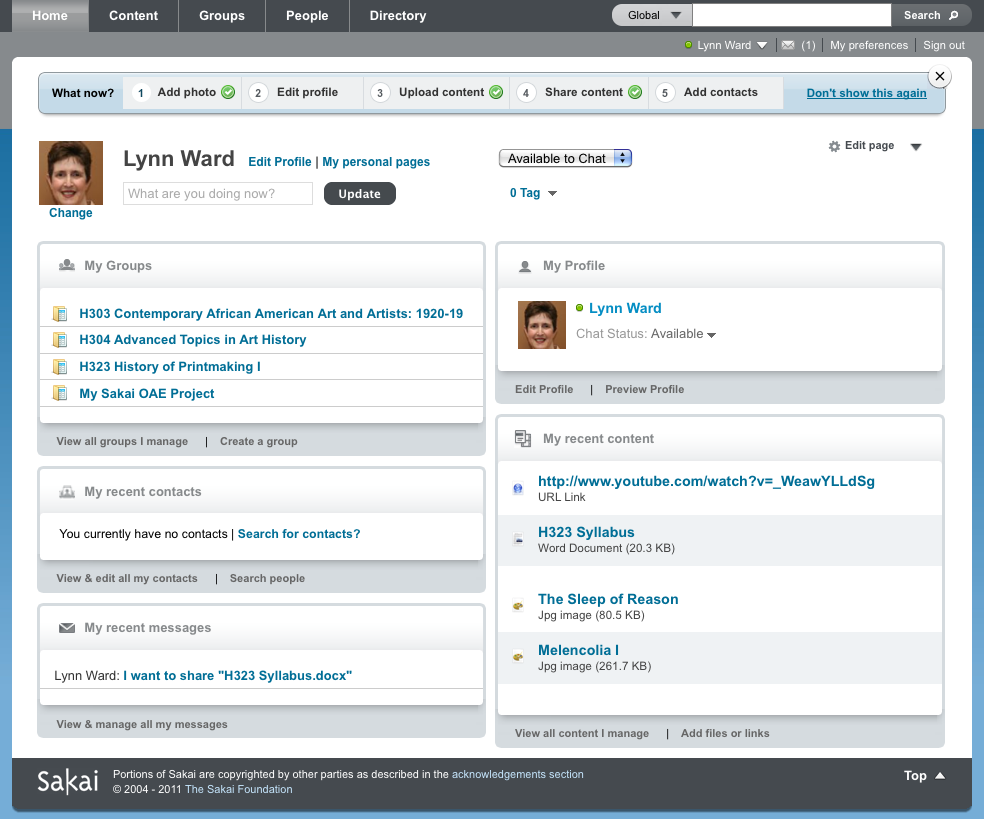 Home Content Groups People Directory Global Search
Lynn Ward (1) My preferences Sign out
What now? 1 Add photo 2 Edit profile 3 Upload content 4 Share content 5 Add contacts Don't show this again
Lynn Ward Edit Profile | My personal pages Available to Chat Edit page
What are you doing now? Update 0 Tag
Change
My Groups
H303 Contemporary African American Art and Artists: 1920-19
H304 Advanced Topics in Art History
H323 History of Printmaking I
My Sakai OAE Project
View all groups I manage | Create a group
My recent contacts
You currently have no contacts | Search for contacts?
View & edit all my contacts | Search people
My recent messages
Lynn Ward: I want to share "H323 Syllabus.docx"
View & manage all my messages
My Profile
Lynn Ward
Chat Status: Available
Edit Profile | Preview Profile
My recent content
http://www.youtube.com/watch?v=_WeawYLLdSg
URL Link
H323 Syllabus
Word Document (20.3 KB)
The Sleep of Reason
Jpg image (80.5 KB)
Melencolia I
Jpg image (261.7 KB)
View all content I manage | Add files or links
Sakai
Portions of Sakai are copyrighted by other parties as described in the acknowledgements section
© 2004 - 2011 The Sakai Foundation
Top